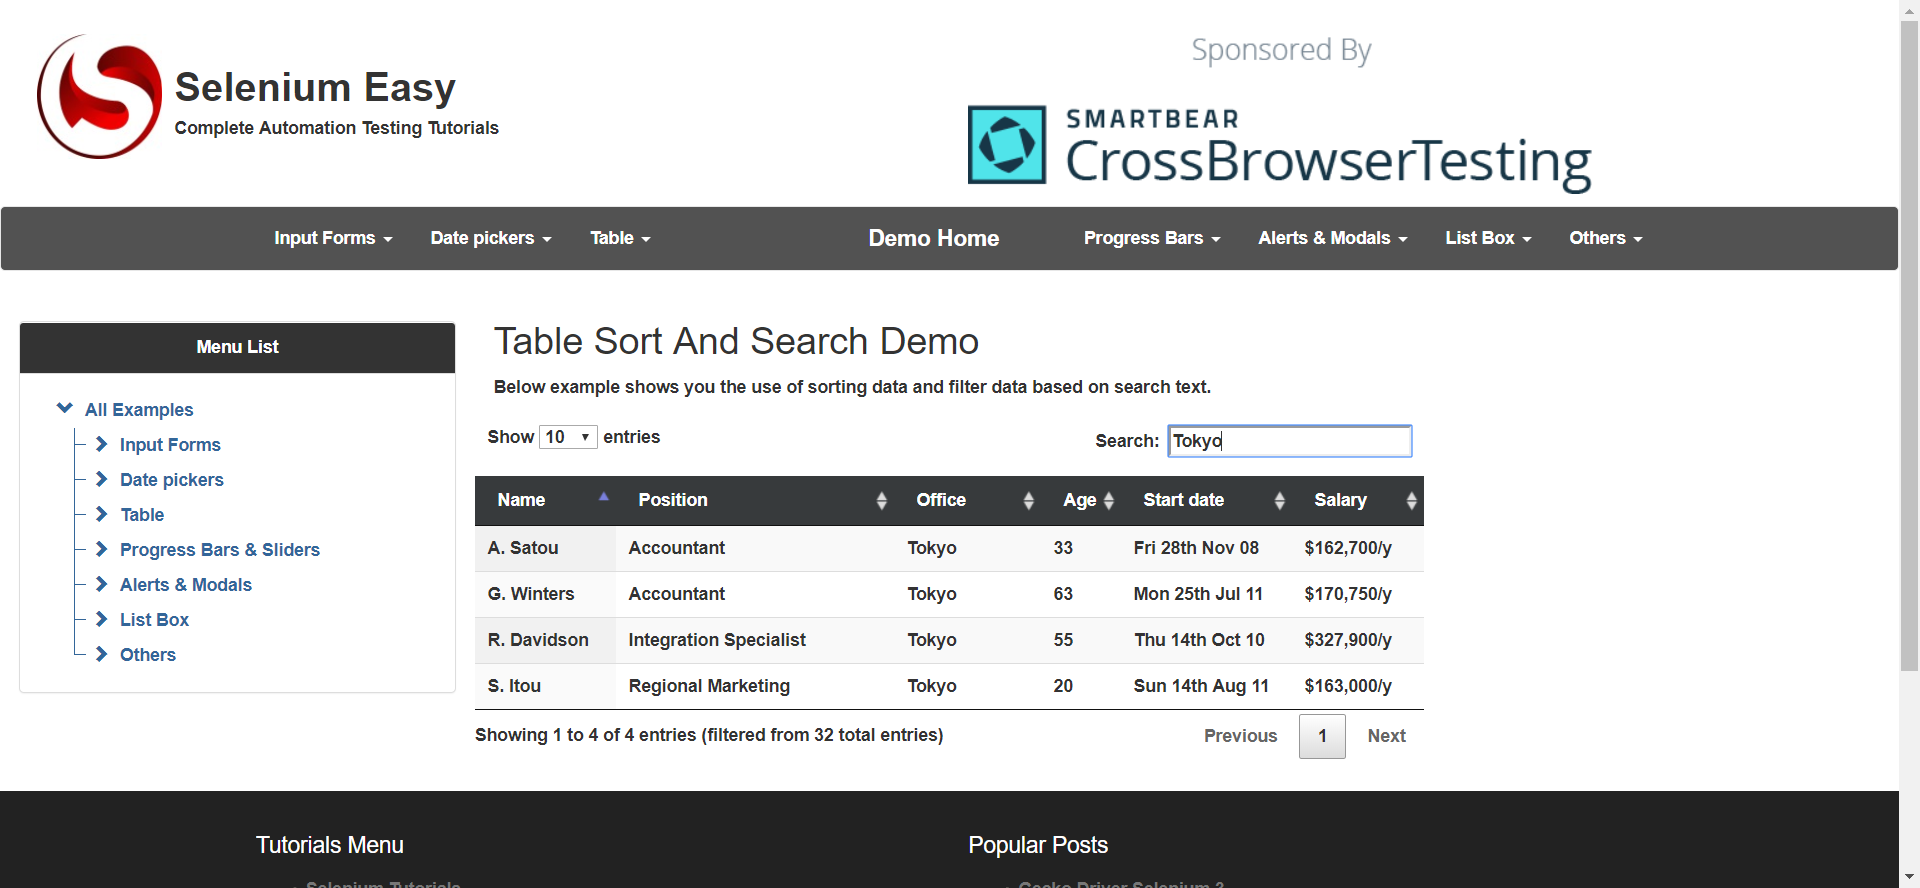 Selenium Easy
Complete Automation Testing Tutorials
Sponsored By
SMARTBEAR
CrossBrowserTesting
Input Forms Date pickers Table Demo Home Progress Bars Alerts & Modals List Box Others
Menu List
All Examples
Input Forms
Date pickers
Table
Progress Bars & Sliders
Alerts & Modals
List Box
Others
Table Sort And Search Demo
Below example shows you the use of sorting data and filter data based on search text.
Show 10 entries Search: Tokyo
Name Position Office Age Start date Salary
A. Satou Accountant Tokyo 33 Fri 28th Nov 08 $162,700/y
G. Winters Accountant Tokyo 63 Mon 25th Jul 11 $170,750/y
R. Davidson Integration Specialist Tokyo 55 Thu 14th Oct 10 $327,900/y
S. Itou Regional Marketing Tokyo 20 Sun 14th Aug 11 $163,000/y
Showing 1 to 4 of 4 entries (filtered from 32 total entries) Previous 1 Next
Tutorials Menu Popular Posts
Selenium Tutorials Gecko Driver Selenium 3